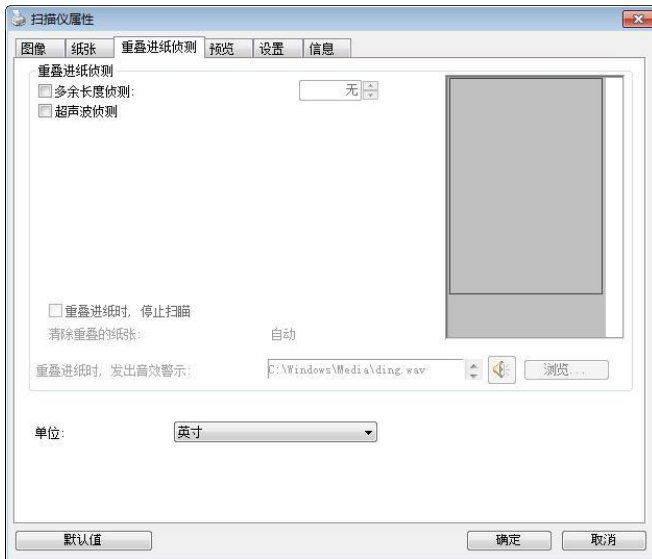 扫描仪属性
图像 纸张 重叠进纸侦测 预览 设置 信息
重叠进纸侦测
多余长度侦测: 无
超声波侦测
重叠进纸时, 停止扫瞄
清除重叠的纸张: 自动
重叠进纸时, 发出音效警示: C:\Windows\Media\ding.wav 浏览...
单位: 英寸
默认值 确定 取消